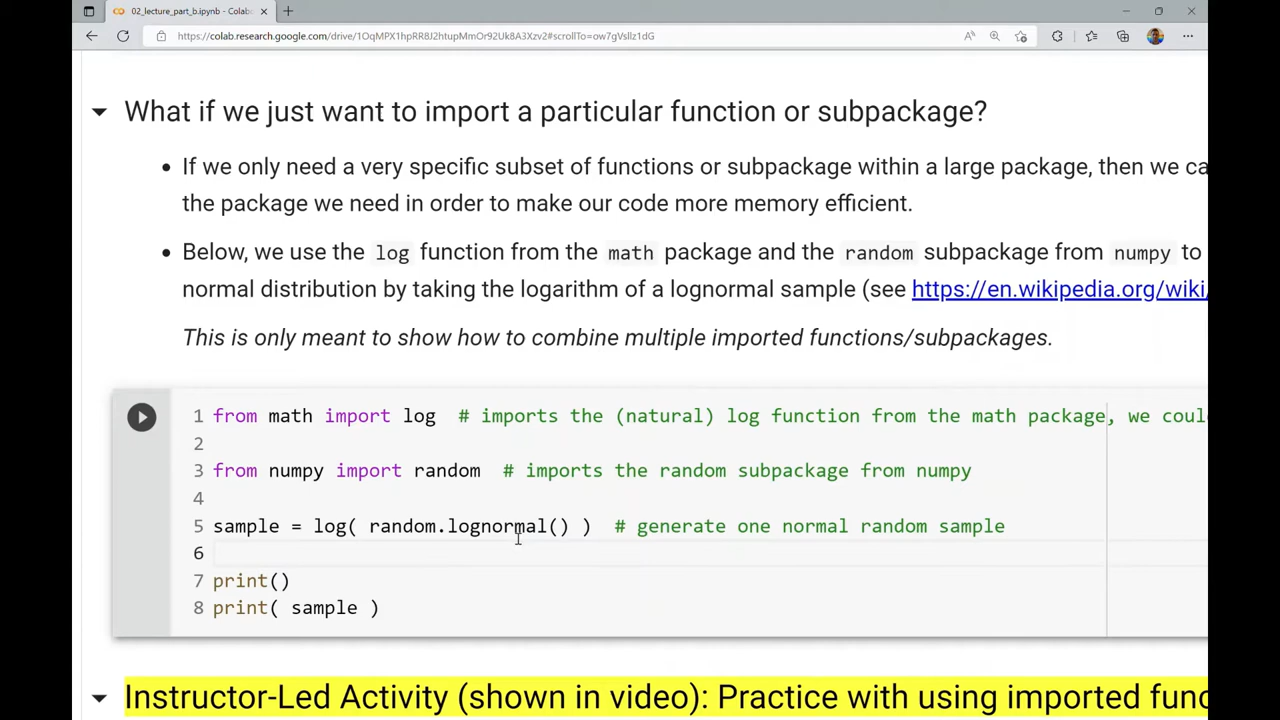 02_lecture_part_b.ipynb - Colab
https://colab.research.google.com/drive/1OqMPX1hpRR8J2htupMmOr92Uk8A3Xzv2#scrollTo=ow7gVsllz1dG
What if we just want to import a particular function or subpackage?
• If we only need a very specific subset of functions or subpackage within a large package, then we ca
the package we need in order to make our code more memory efficient.
• Below, we use the log function from the math package and the random subpackage from numpy to
normal distribution by taking the logarithm of a lognormal sample (see https://en.wikipedia.org/wiki/
This is only meant to show how to combine multiple imported functions/subpackages.
1 from math import log # imports the (natural) log function from the math package, we coul
2
3 from numpy import random # imports the random subpackage from numpy
4
5 sample = log( random.lognormal() ) # generate one normal random sample
6
7 print()
8 print( sample )
Instructor-Led Activity (shown in video): Practice with using imported func